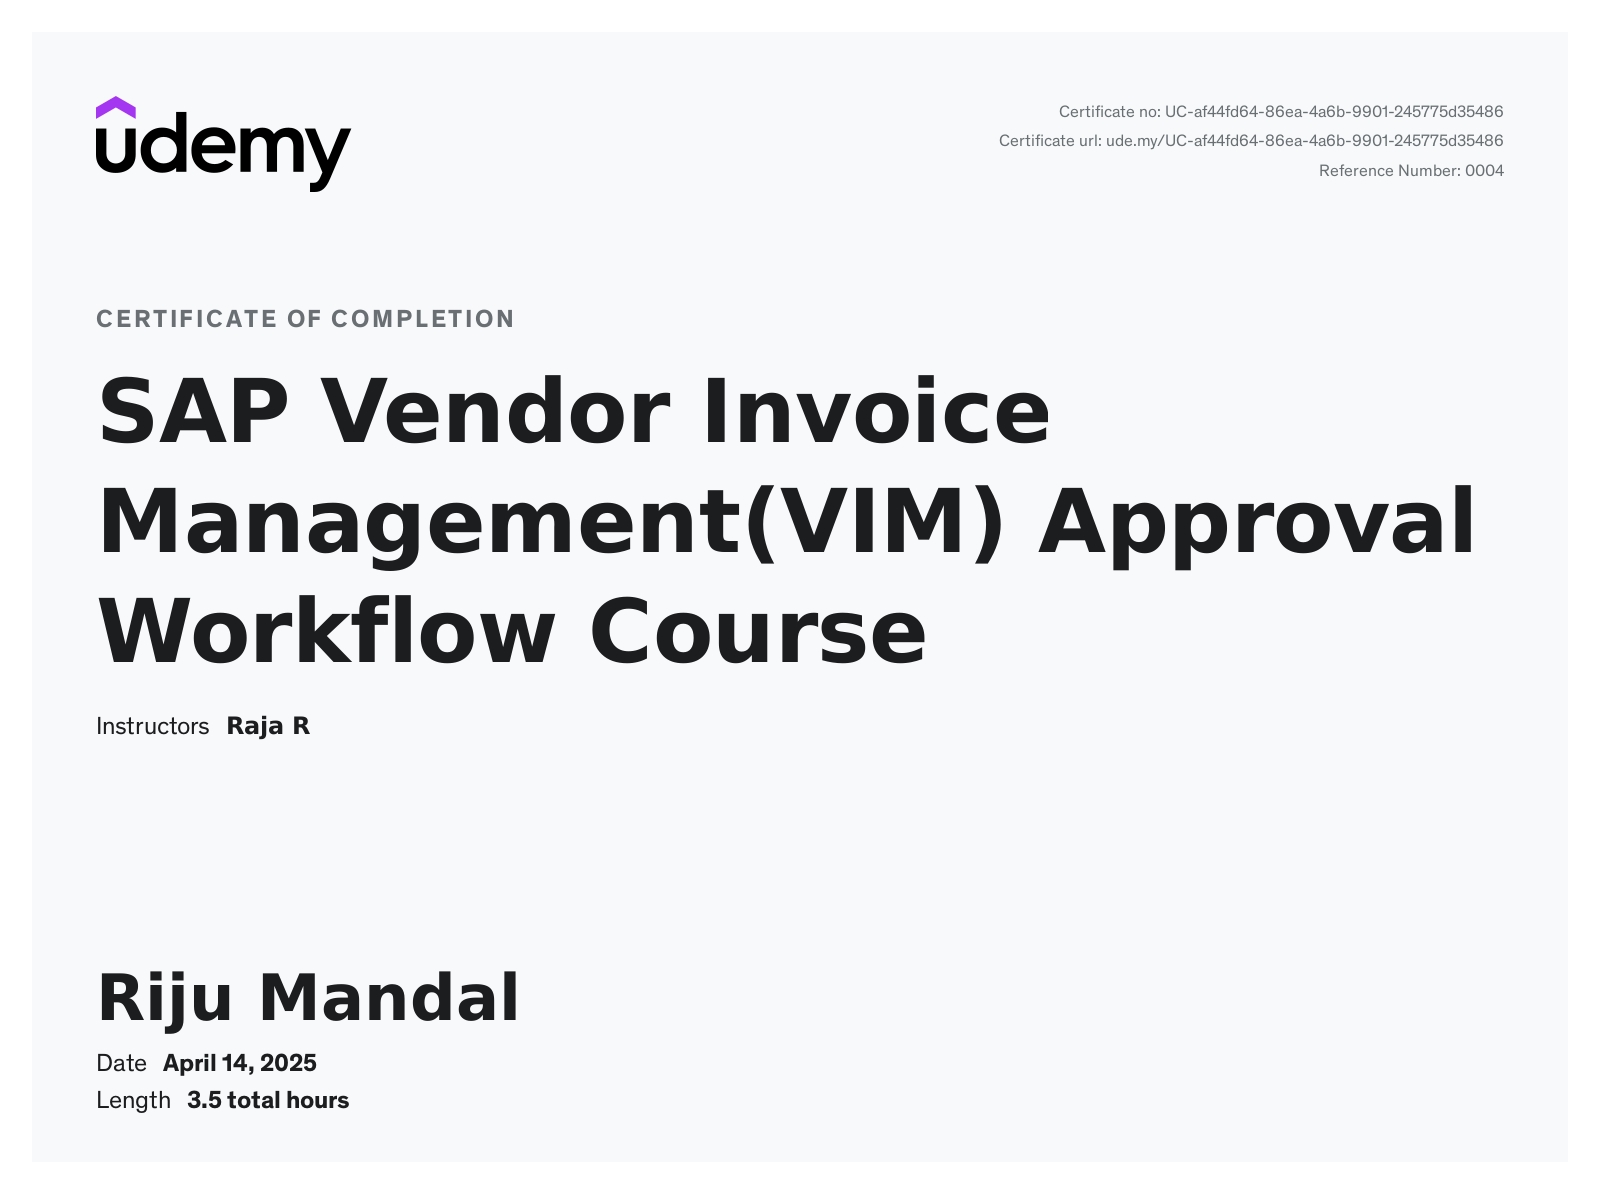 udemy
Certificate no: UC-af44fd64-86ea-4a6b-9901-245775d35486
Certificate url: ude.my/UC-af44fd64-86ea-4a6b-9901-245775d35486
Reference Number: 0004
CERTIFICATE OF COMPLETION
SAP Vendor Invoice
Management(VIM) Approval
Workflow Course
Instructors Raja R
Riju Mandal
Date April 14, 2025
Length 3.5 total hours